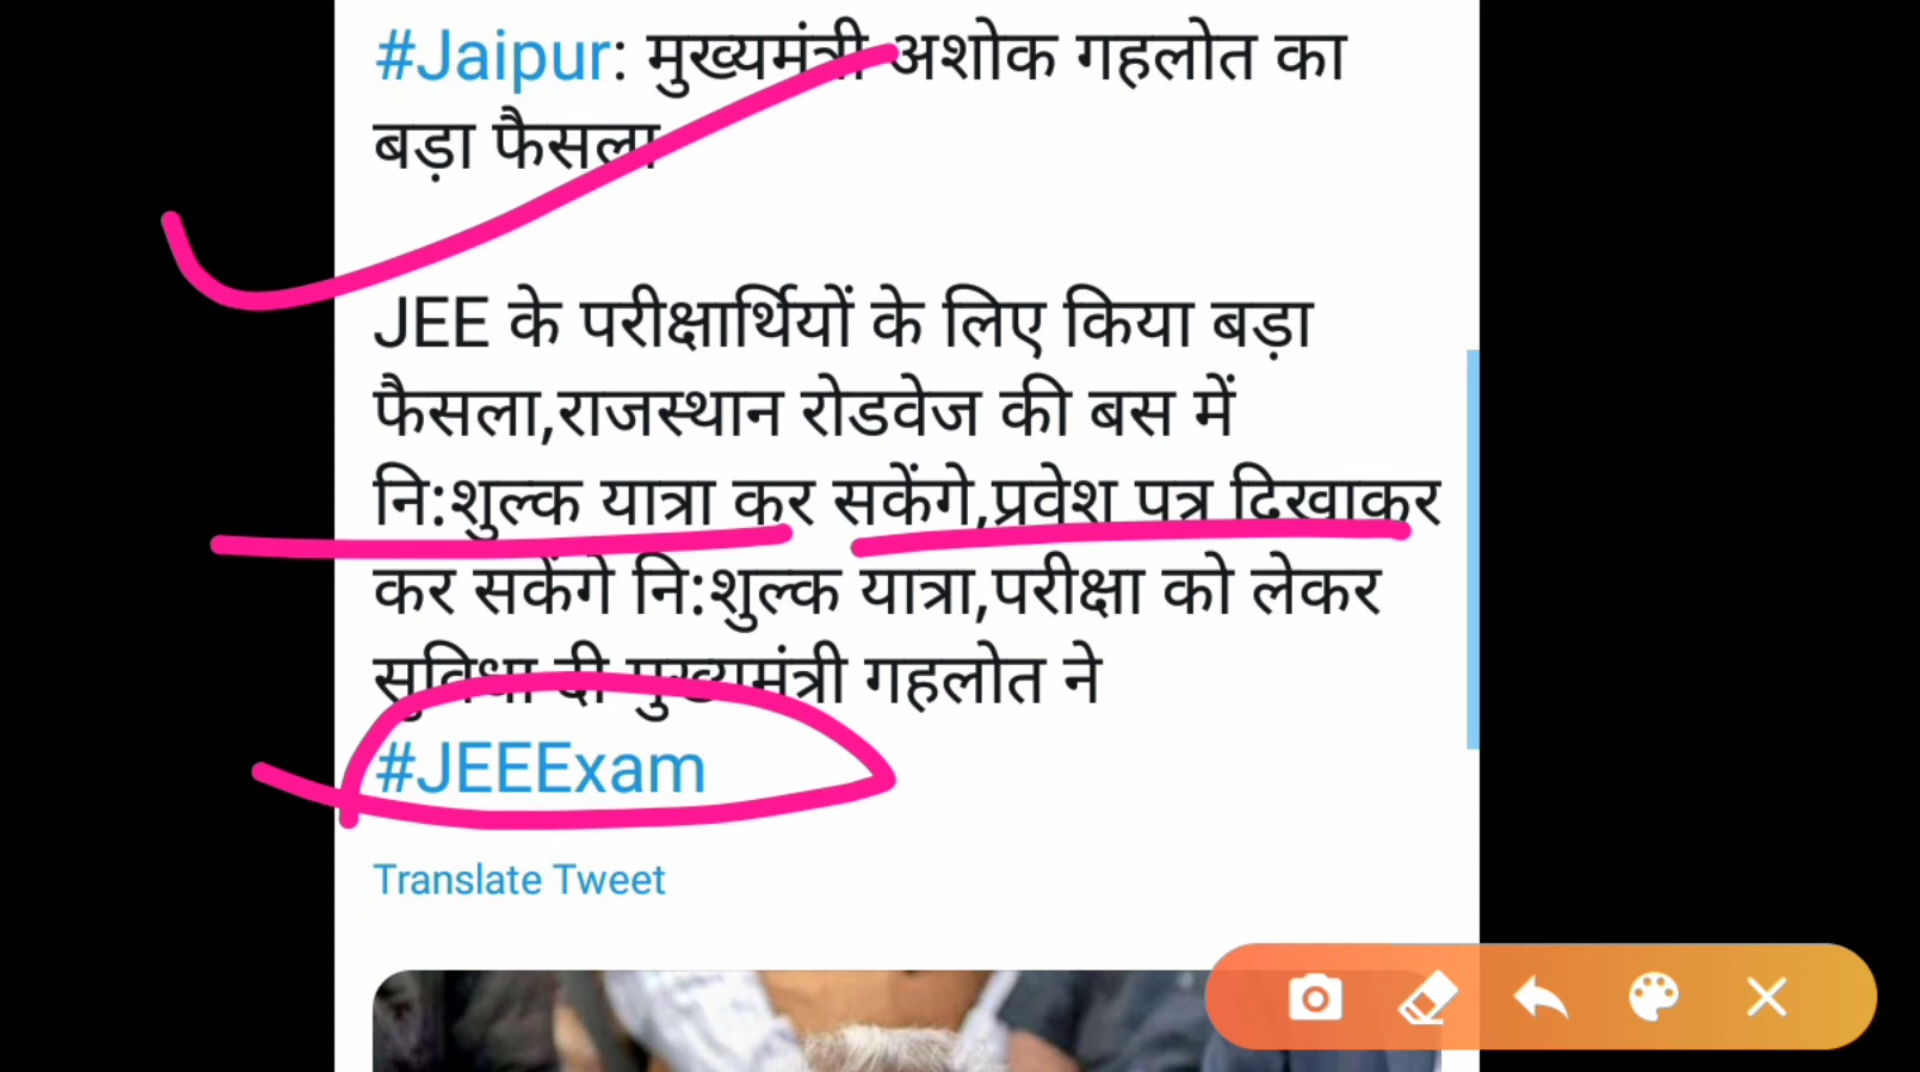 #Jaipur: मुख्यमंत्री अशोक गहलोत का
बड़ा फैसला
JEE के परीक्षार्थियों के लिए किया बड़ा
फैसला,राजस्थान रोडवेज की बस में
नि:शुल्क यात्रा कर सकेंगे,प्रवेश पत्र दिखाकर
कर सकेंगे नि:शुल्क यात्रा,परीक्षा को लेकर
सुविधा दी मुख्यमंत्री गहलोत ने
#JEEExam
Translate Tweet